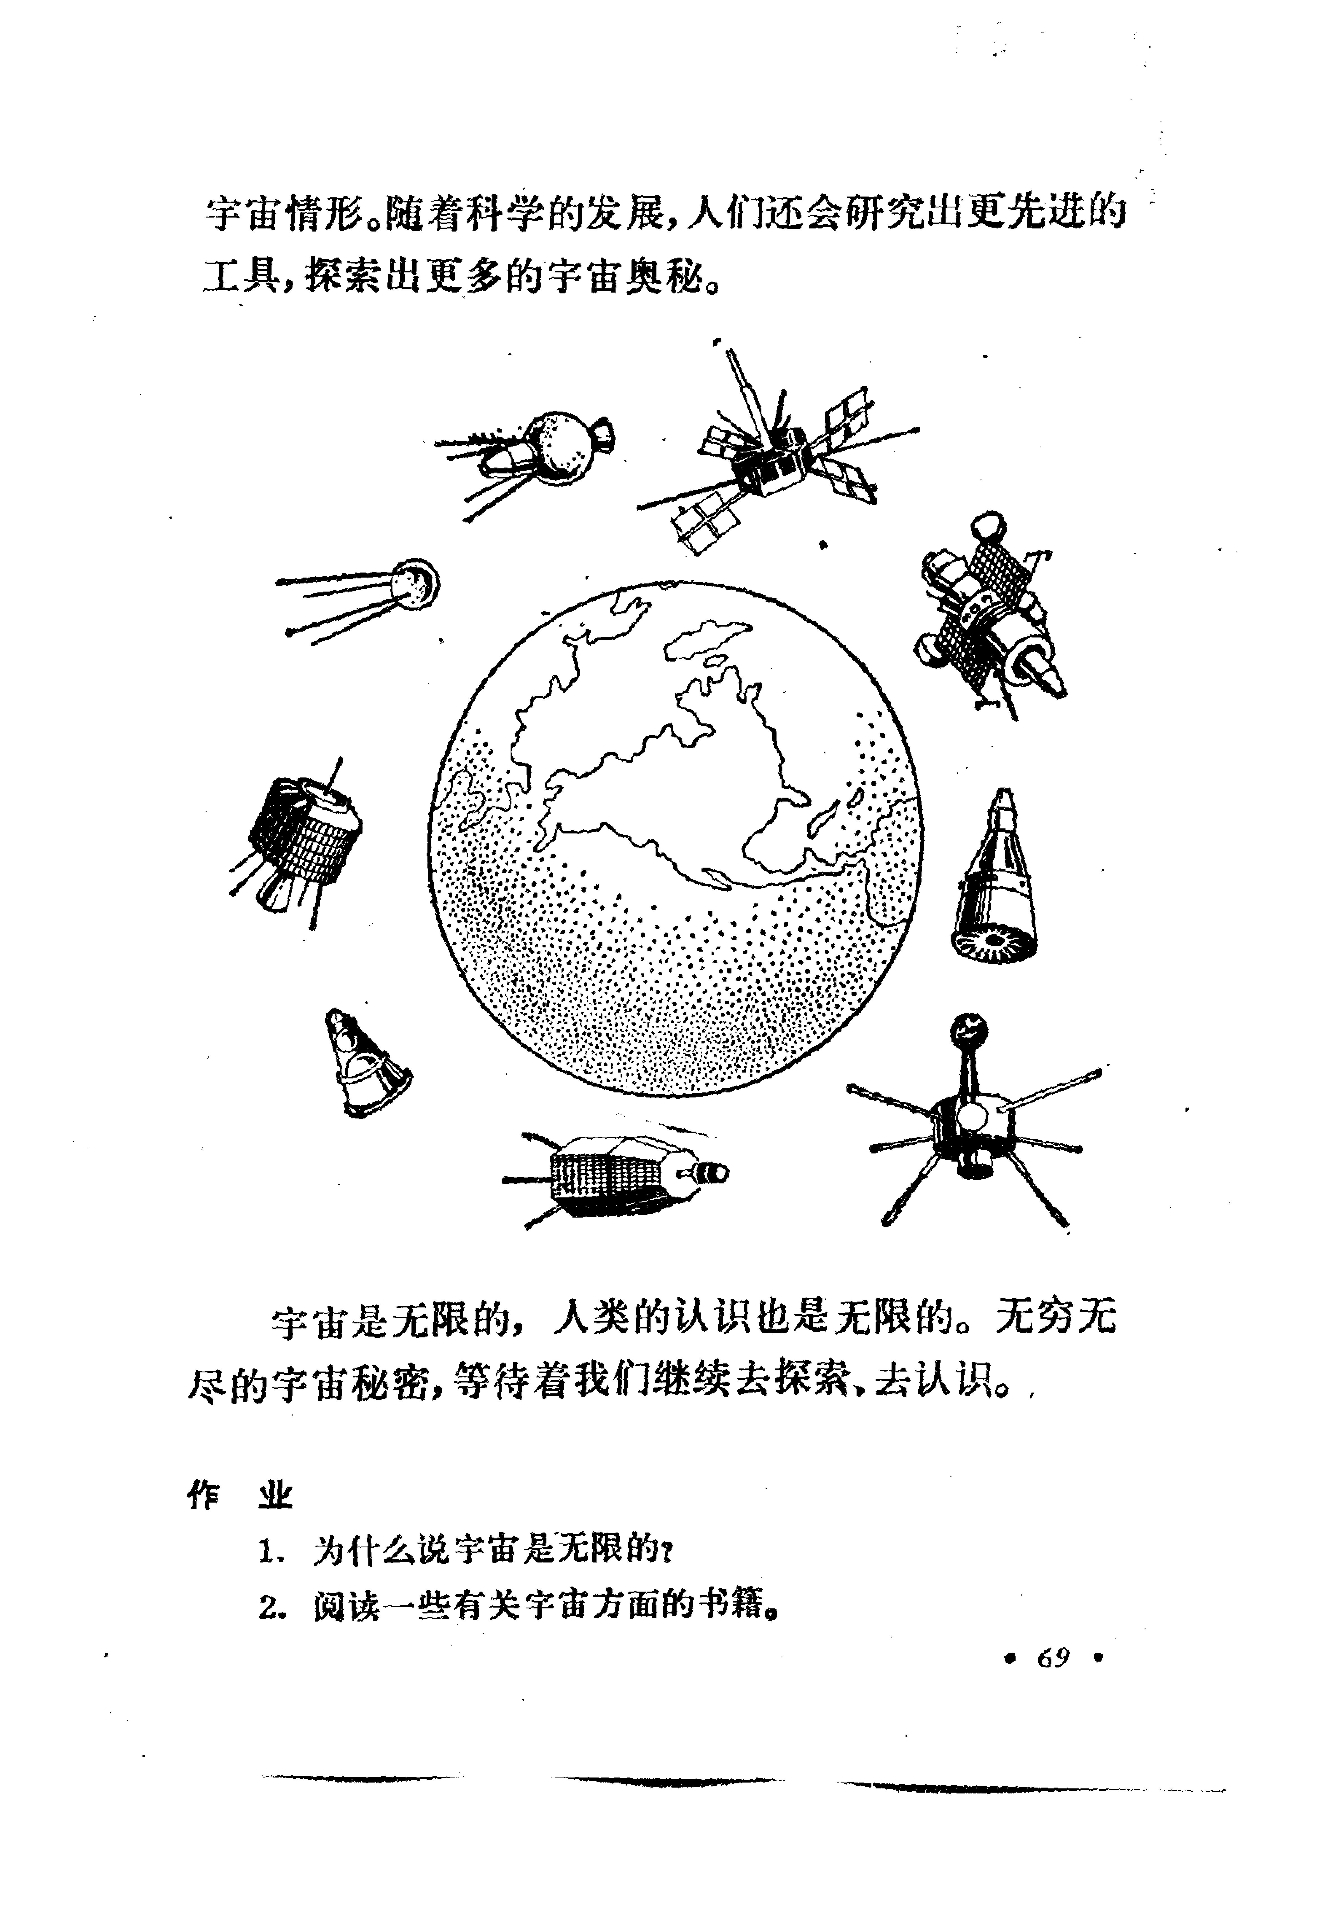 宇宙情形。随着科学的发展，人们还会研究出更先进的
工具，探索出更多的宇宙奥秘。
宇宙是无限的，人类的认识也是无限的。无穷无
尽的宇宙秘密，等待着我们继续去探索、去认识。
作 业
1. 为什么说宇宙是无限的？
2. 阅读一些有关宇宙方面的书籍。
• 69 •